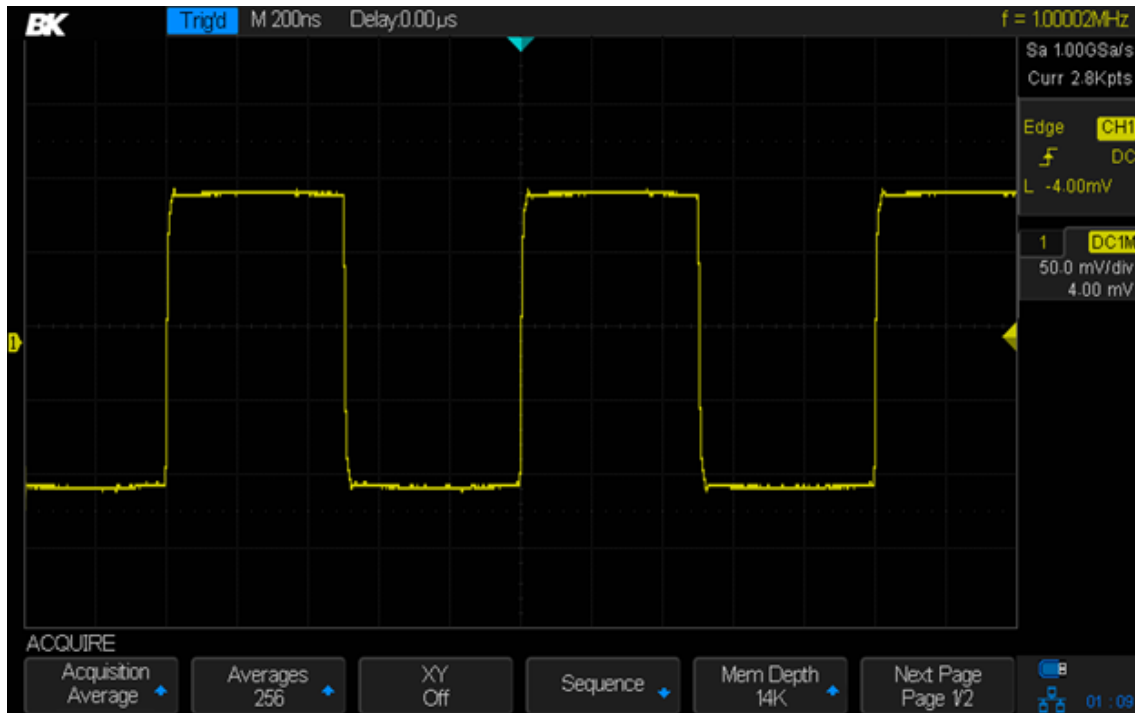 BK Trig'd M 200ns Delay:0.00µs f = 1.00002MHz
Sa 1.00GSa/s
Curr 2.8Kpts
Edge CH1
DC
L -4.00mV
1 DC1M
50.0 mV/div
4.00 mV
1
ACQUIRE
Acquisition
Average
Averages
256
XY
Off
Sequence
Mem Depth
14K
Next Page
Page 1/2
01 : 09